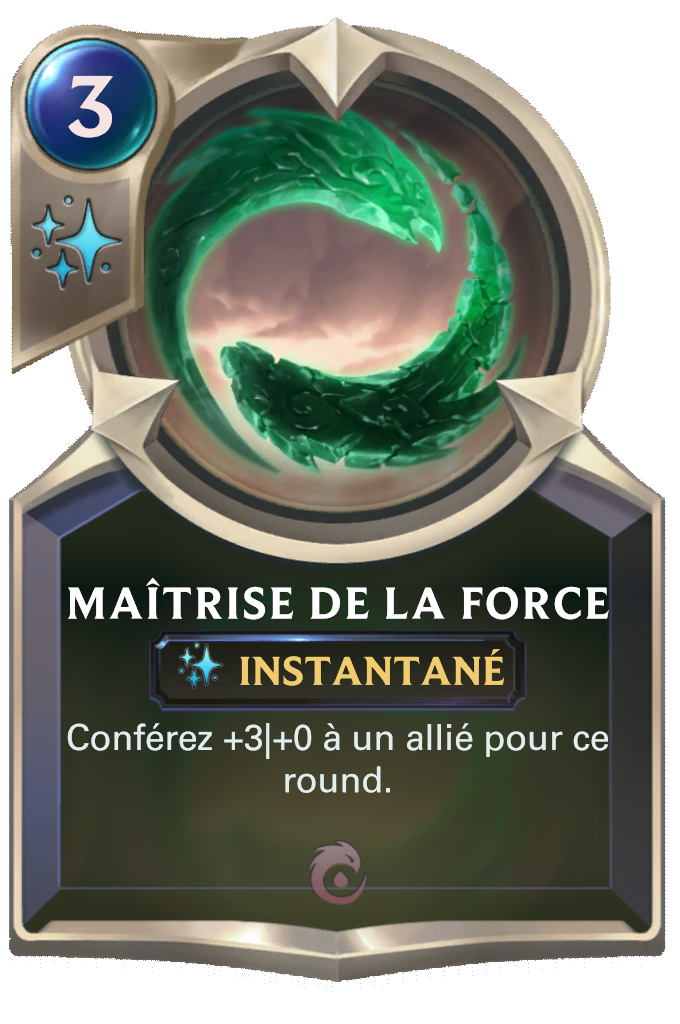 3
MAÎTRISE DE LA FORCE
INSTANTANÉ
Conférez +3|+0 à un allié pour ce
round.